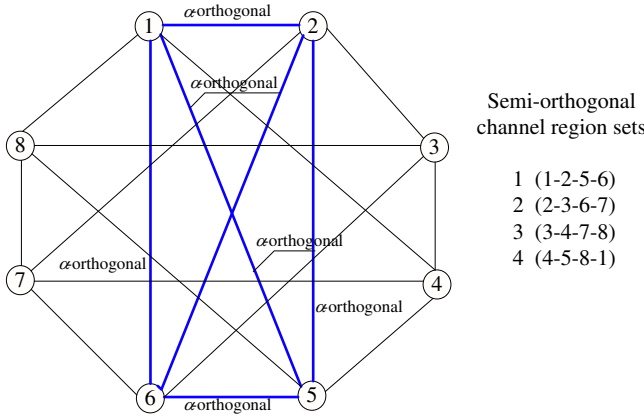 α-orthogonal
1
2
α-orthogonal
Semi-orthogonal
channel region sets
8
3
1 (1-2-5-6)
2 (2-3-6-7)
3 (3-4-7-8)
4 (4-5-8-1)
α-orthogonal
α-orthogonal
7
4
α-orthogonal
6
5
α-orthogonal